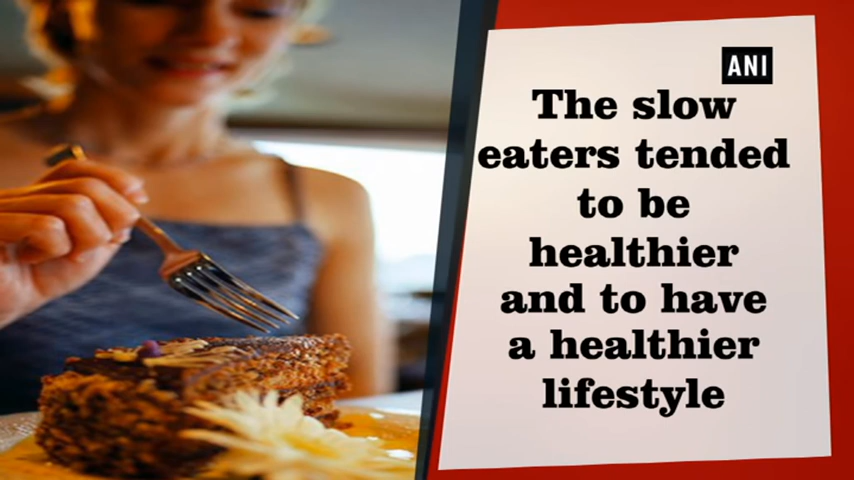 ANI
The slow
eaters tended
to be
healthier
and to have
a healthier
lifestyle